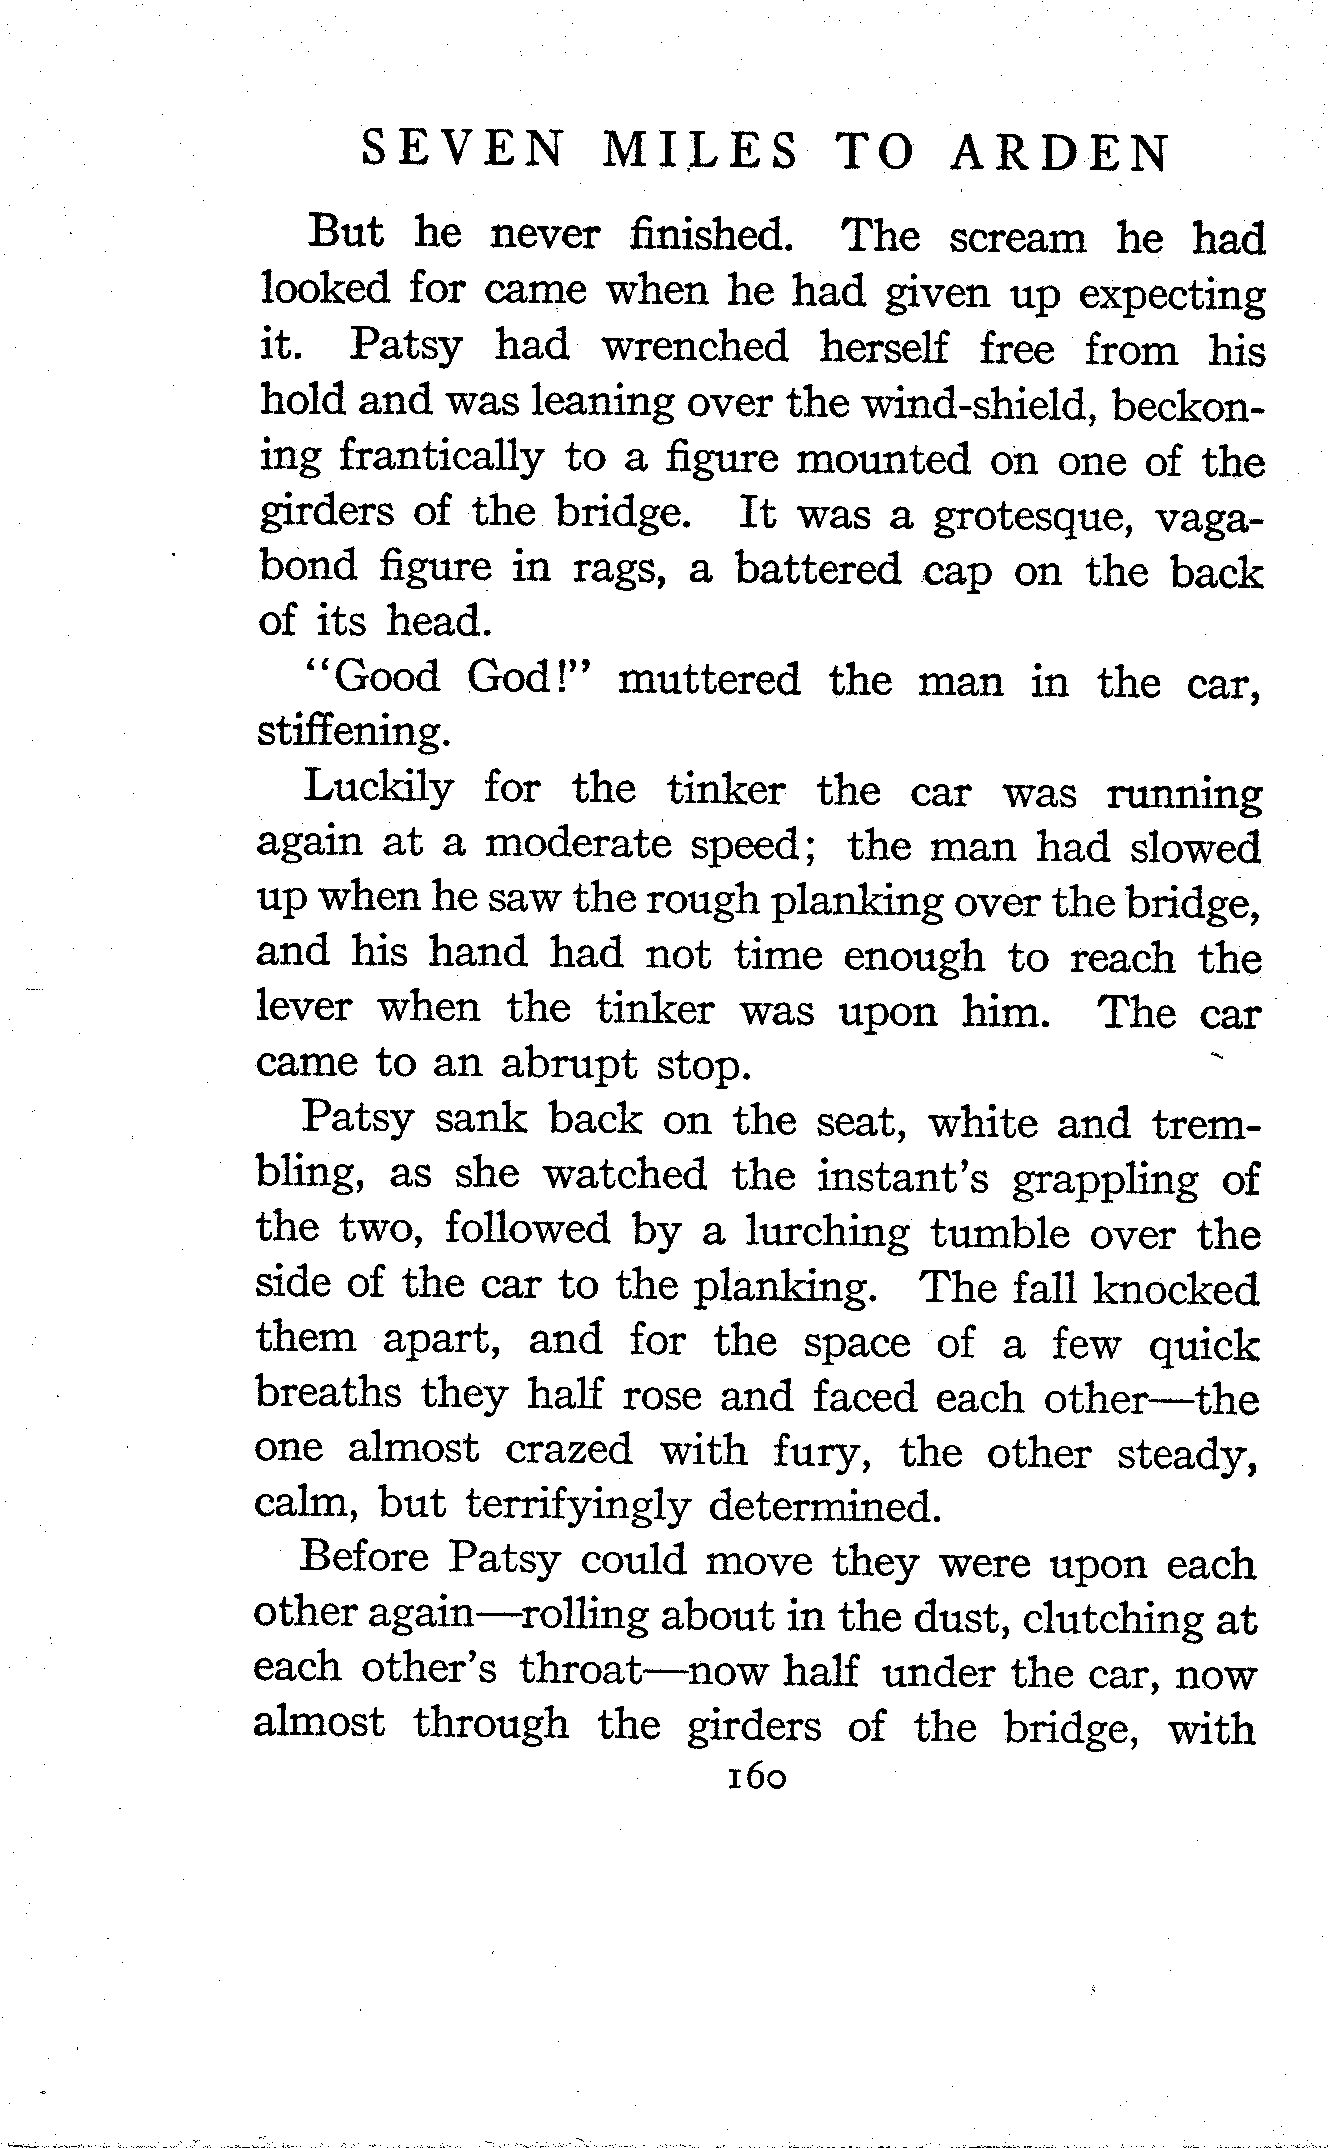 SEVEN MILES TO ARDEN
But he never finished. The scream he had
looked for came when he had given up expecting
it. Patsy had wrenched herself free from his
hold and was leaning over the wind-shield, beckon-
ing frantically to a figure mounted on one of the
girders of the bridge. It was a grotesque, vaga-
bond figure in rags, a battered cap on the back
of its head.
“Good God!” muttered the man in the car,
stiffening.
Luckily for the tinker the car was running
again at a moderate speed; the man had slowed
up when he saw the rough planking over the bridge,
and his hand had not time enough to reach the
lever when the tinker was upon him. The car
came to an abrupt stop.
Patsy sank back on the seat, white and trem-
bling, as she watched the instant’s grappling of
the two, followed by a lurching tumble over the
side of the car to the planking. The fall knocked
them apart, and for the space of a few quick
breaths they half rose and faced each other—the
one almost crazed with fury, the other steady,
calm, but terrifyingly determined.
Before Patsy could move they were upon each
other again—rolling about in the dust, clutching at
each other’s throat—now half under the car, now
almost through the girders of the bridge, with
160